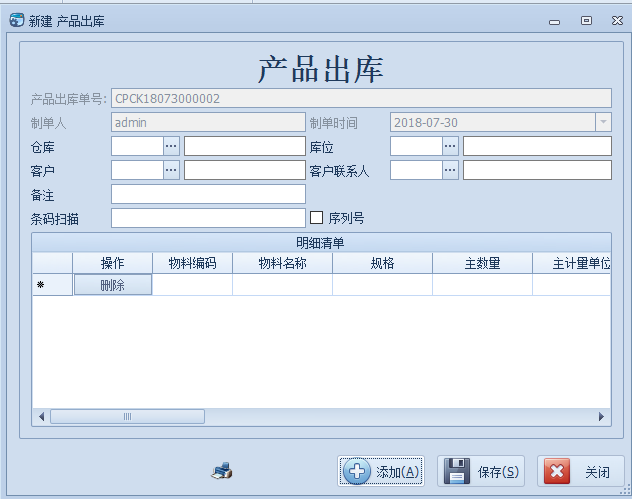 新建 产品出库
产品出库
产品出库单号: CPCK18073000002
制单人 admin 制单时间 2018-07-30
仓库 ... 库位 ...
客户 ... 客户联系人 ...
备注
条码扫描 序列号
明细清单
操作 物料编码 物料名称 规格 主数量 主计量单位
* 删除
添加(A) 保存(S) 关闭